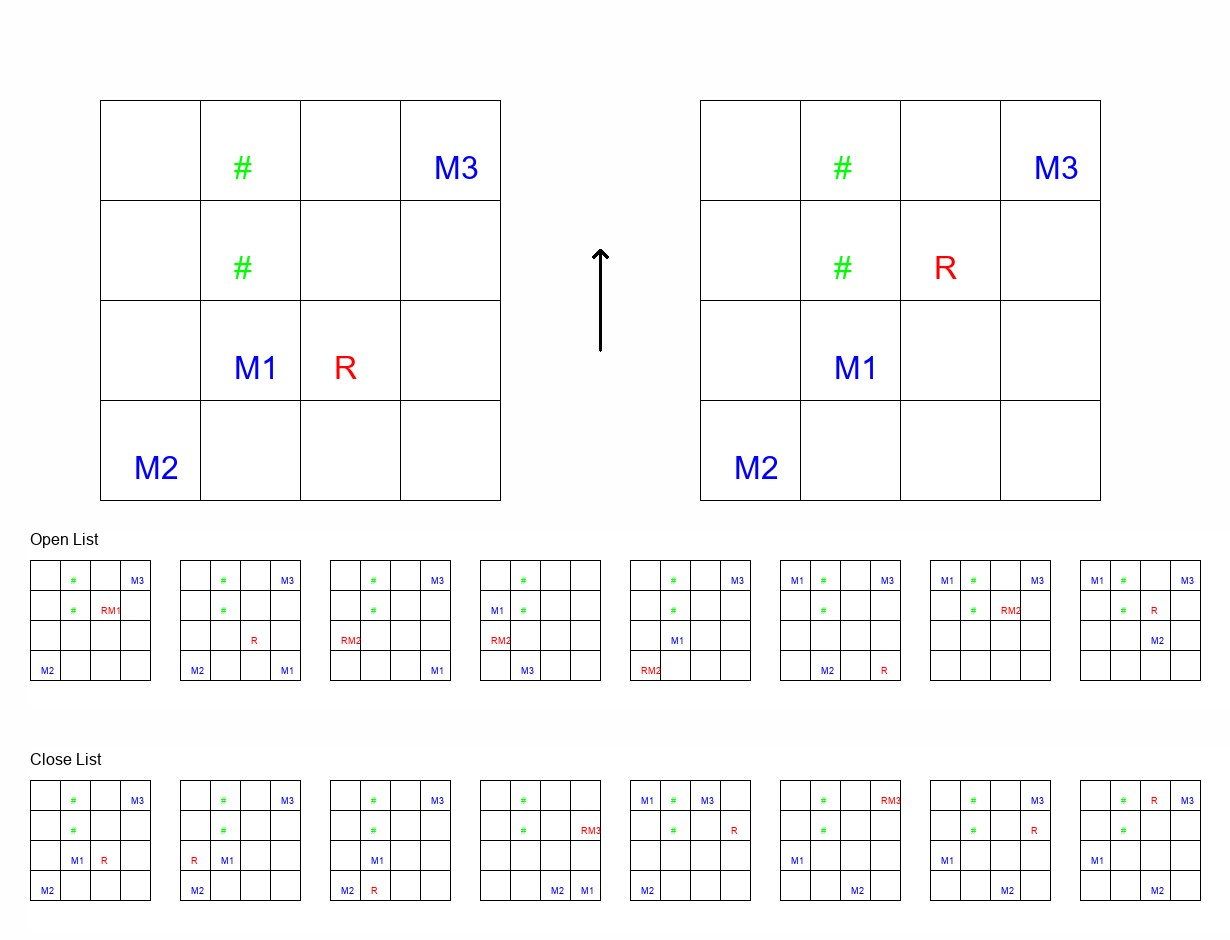 # M3 # M3
# # R
M1 R M1
M2 M2
Open List
# M3 # M3 # M3 # # M3 M1 # M3 M1 # M3 M1 # M3
# RM1 # # M1 # # # # RM2 # R
R RM2 RM2 M1 M2
M2 M2 M1 M1 M3 RM2 M2 R
Close List
# M3 # M3 # M3 # M1 # M3 # RM3 # M3 # R M3
# # # # RM3 # R # # R #
M1 R R M1 M1 M1 M1 M1
M2 M2 M2 R M2 M1 M2 M2 M2 M2